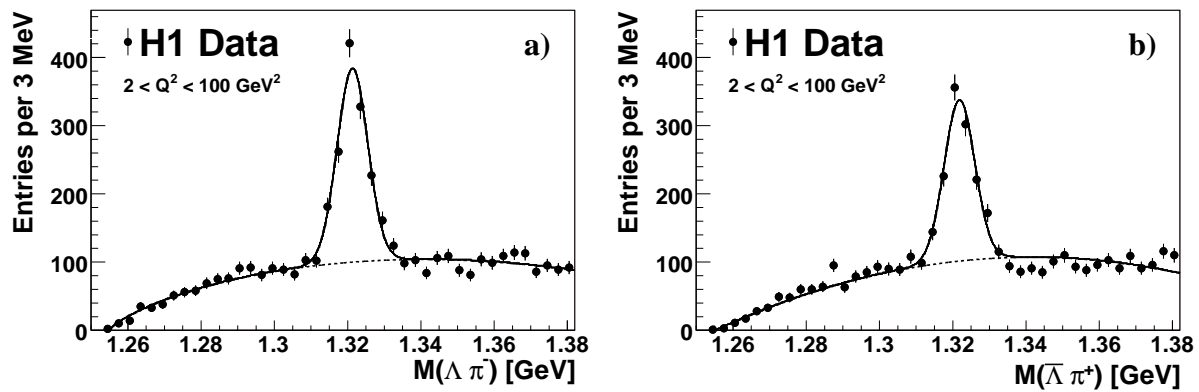 Entries per 3 MeV
400
300
200
100
0
H1 Data
2 < Q² < 100 GeV²
a)
1.26 1.28 1.3 1.32 1.34 1.36 1.38
M(Λ π⁻) [GeV]
Entries per 3 MeV
400
300
200
100
0
H1 Data
2 < Q² < 100 GeV²
b)
1.26 1.28 1.3 1.32 1.34 1.36 1.38
M(Λ̅ π⁺) [GeV]